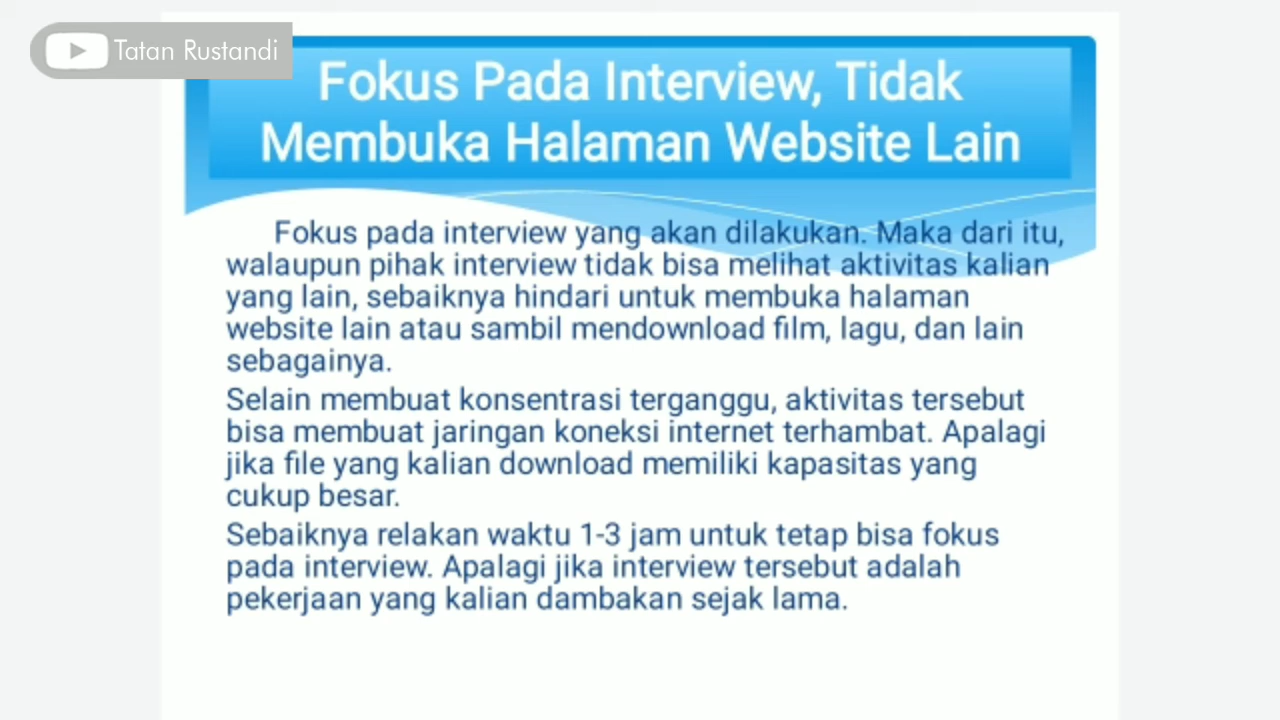 Tatan Rustandi
Fokus Pada Interview, Tidak
Membuka Halaman Website Lain
Fokus pada interview yang akan dilakukan. Maka dari itu,
walaupun pihak interview tidak bisa melihat aktivitas kalian
yang lain, sebaiknya hindari untuk membuka halaman
website lain atau sambil mendownload film, lagu, dan lain
sebagainya.
Selain membuat konsentrasi terganggu, aktivitas tersebut
bisa membuat jaringan koneksi internet terhambat. Apalagi
jika file yang kalian download memiliki kapasitas yang
cukup besar.
Sebaiknya relakan waktu 1-3 jam untuk tetap bisa fokus
pada interview. Apalagi jika interview tersebut adalah
pekerjaan yang kalian dambakan sejak lama.